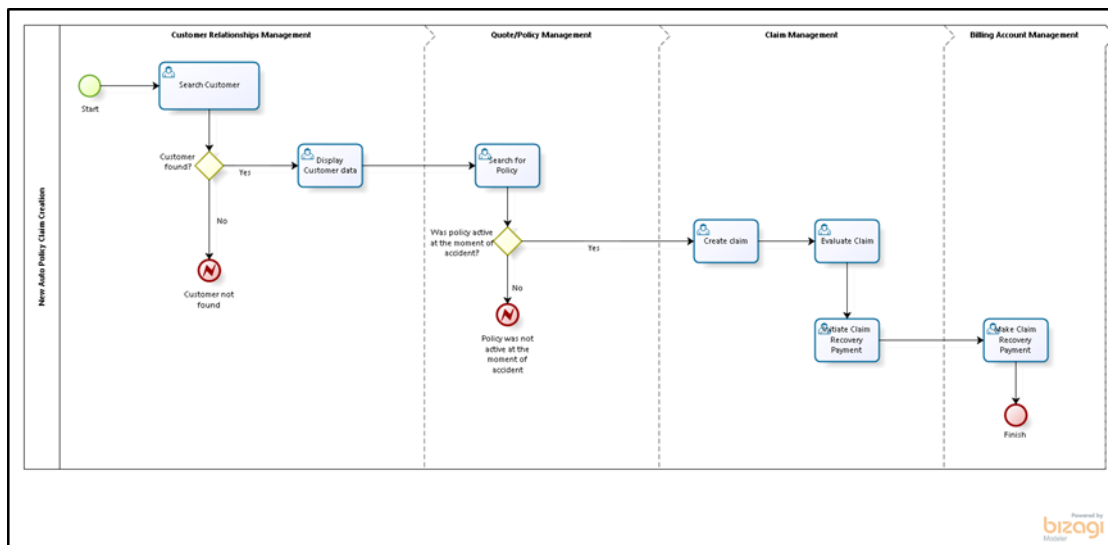 Customer Relationships Management
Quote/Policy Management
Claim Management
Billing Account Management
New Auto Policy Claim Creation
Start
Search Customer
Customer
found?
Yes
No
Customer not
found
Display
Customer data
Search for
Policy
Was policy active
at the moment of
accident?
Yes
No
Policy was not
active at the
moment of
accident
Create claim
Evaluate Claim
Claim
Recovery
Payment
Make Claim
Recovery
Payment
Finish
Powered by
bizagi
Modeler